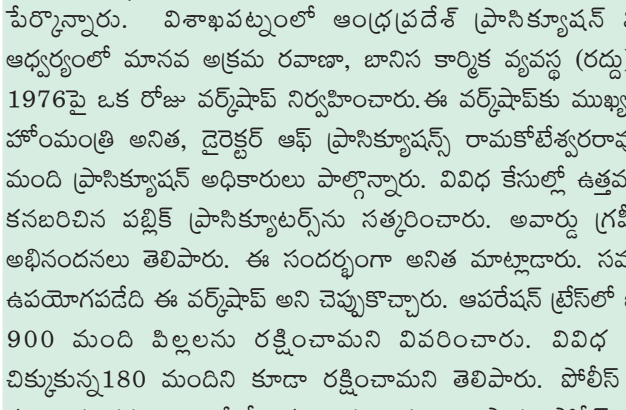 పేర్కొన్నారు. విశాఖపట్నంలో ఆంధ్రప్రదేశ్ ప్రాసిక్యూషన్
ఆధ్వర్యంలో మానవ అక్రమ రవాణా, బానిస కార్మిక వ్యవస్థ (రద్దు)
1976పై ఒక రోజు వర్క్‌షాప్ నిర్వహించారు.ఈ వర్క్‌షాప్‌కు ముఖ్య
హోంమంత్రి అనిత, డైరెక్టర్ ఆఫ్ ప్రాసిక్యూషన్స్ రామకోటేశ్వరరావు
మంది ప్రాసిక్యూషన్ అధికారులు పాల్గొన్నారు. వివిధ కేసుల్లో ఉత్తమ
కనబరిచిన పబ్లిక్ ప్రాసిక్యూటర్స్‌ను సత్కరించారు. అవార్డు
అభినందనలు తెలిపారు. ఈ సందర్భంగా అనిత మాట్లాడారు.
ఉపయోగపడేది ఈ వర్క్‌షాప్ అని చెప్పుకొచ్చారు. ఆపరేషన్ ట్రేస్‌లో
900 మంది పిల్లలను రక్షించామని వివరించారు. వివిధ
చిక్కుకున్న180 మందిని కూడా రక్షించామని తెలిపారు. పోలీస్